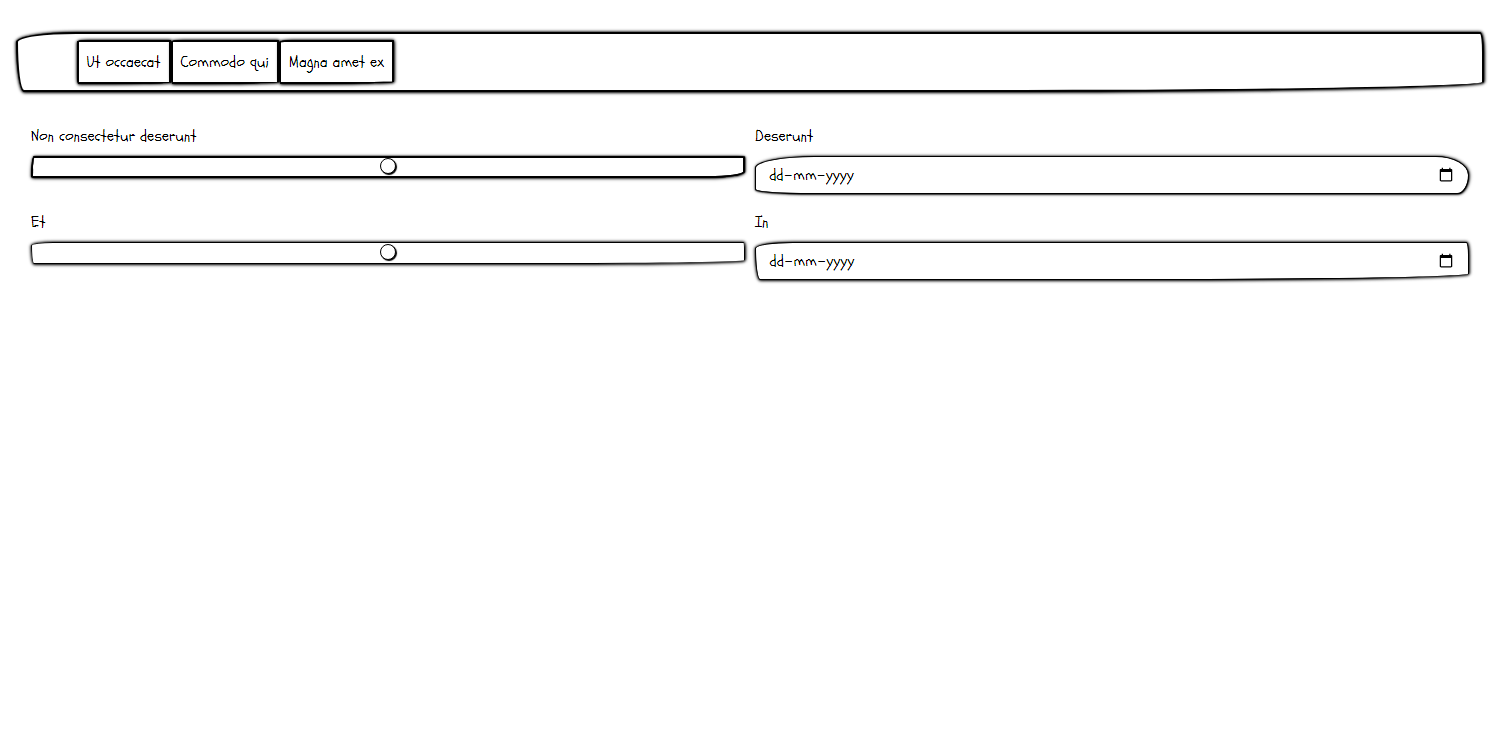 Ut occaecat Commodo qui Magna amet ex
Non consectetur deserunt
Deserunt
dd-mm-yyyy
Et
In
dd-mm-yyyy